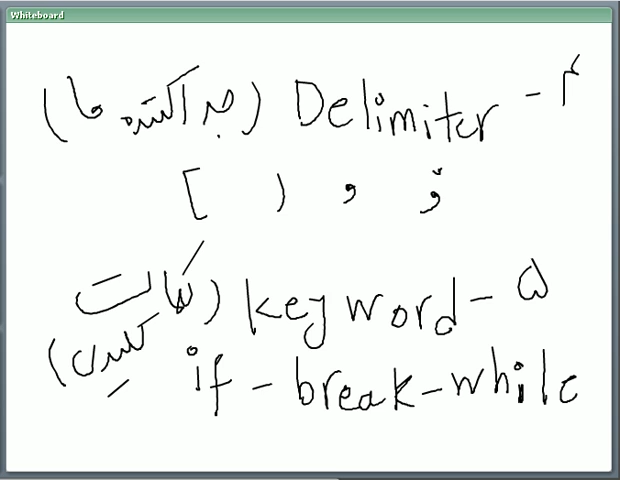 Whiteboard
۴- Delimiter (جداکننده ها)
; , ( [
۵- keyword (کلمات
کلیدی)
if - break - while